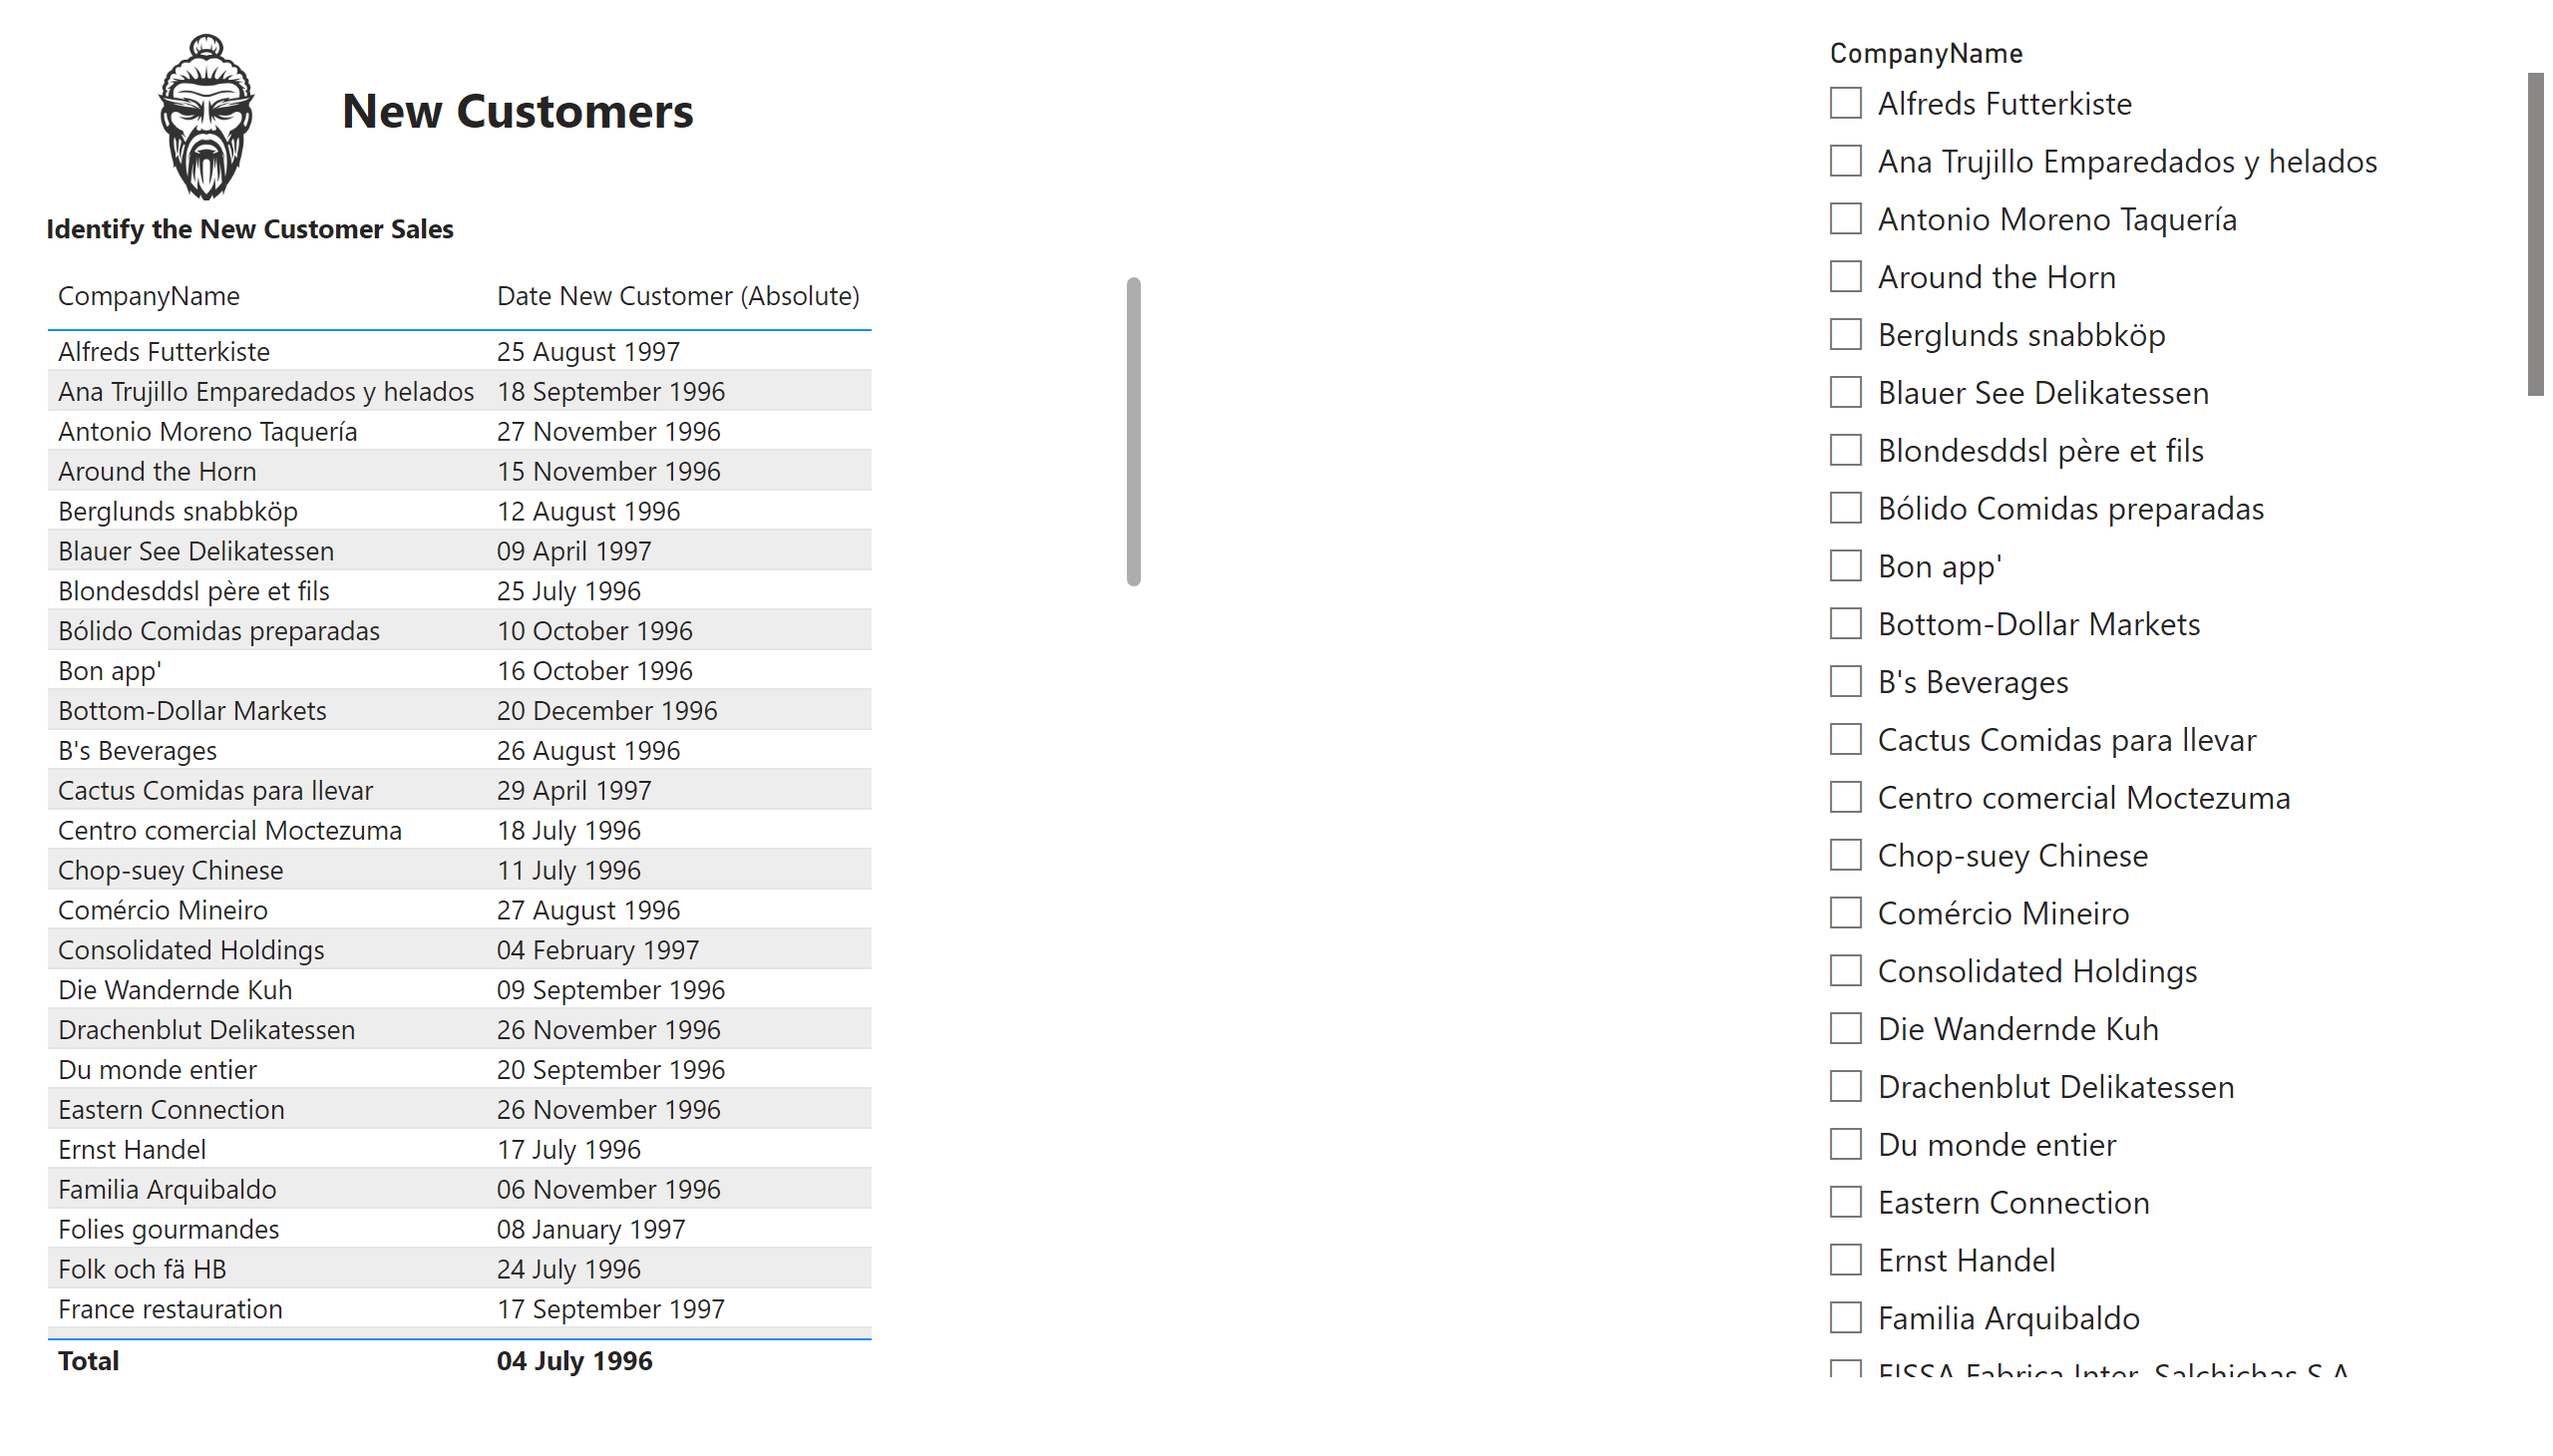 New Customers
Identify the New Customer Sales
CompanyName Date New Customer (Absolute)
Alfreds Futterkiste 25 August 1997
Ana Trujillo Emparedados y helados 18 September 1996
Antonio Moreno Taquería 27 November 1996
Around the Horn 15 November 1996
Berglunds snabbköp 12 August 1996
Blauer See Delikatessen 09 April 1997
Blondesddsl père et fils 25 July 1996
Bólido Comidas preparadas 10 October 1996
Bon app' 16 October 1996
Bottom-Dollar Markets 20 December 1996
B's Beverages 26 August 1996
Cactus Comidas para llevar 29 April 1997
Centro comercial Moctezuma 18 July 1996
Chop-suey Chinese 11 July 1996
Comércio Mineiro 27 August 1996
Consolidated Holdings 04 February 1997
Die Wandernde Kuh 09 September 1996
Drachenblut Delikatessen 26 November 1996
Du monde entier 20 September 1996
Eastern Connection 26 November 1996
Ernst Handel 17 July 1996
Familia Arquibaldo 06 November 1996
Folies gourmandes 08 January 1997
Folk och fä HB 24 July 1996
France restauration 17 September 1997
Total 04 July 1996
CompanyName
Alfreds Futterkiste
Ana Trujillo Emparedados y helados
Antonio Moreno Taquería
Around the Horn
Berglunds snabbköp
Blauer See Delikatessen
Blondesddsl père et fils
Bólido Comidas preparadas
Bon app'
Bottom-Dollar Markets
B's Beverages
Cactus Comidas para llevar
Centro comercial Moctezuma
Chop-suey Chinese
Comércio Mineiro
Consolidated Holdings
Die Wandernde Kuh
Drachenblut Delikatessen
Du monde entier
Eastern Connection
Ernst Handel
Familia Arquibaldo
FISSA Fabrica Inter. Salchichas S.A.